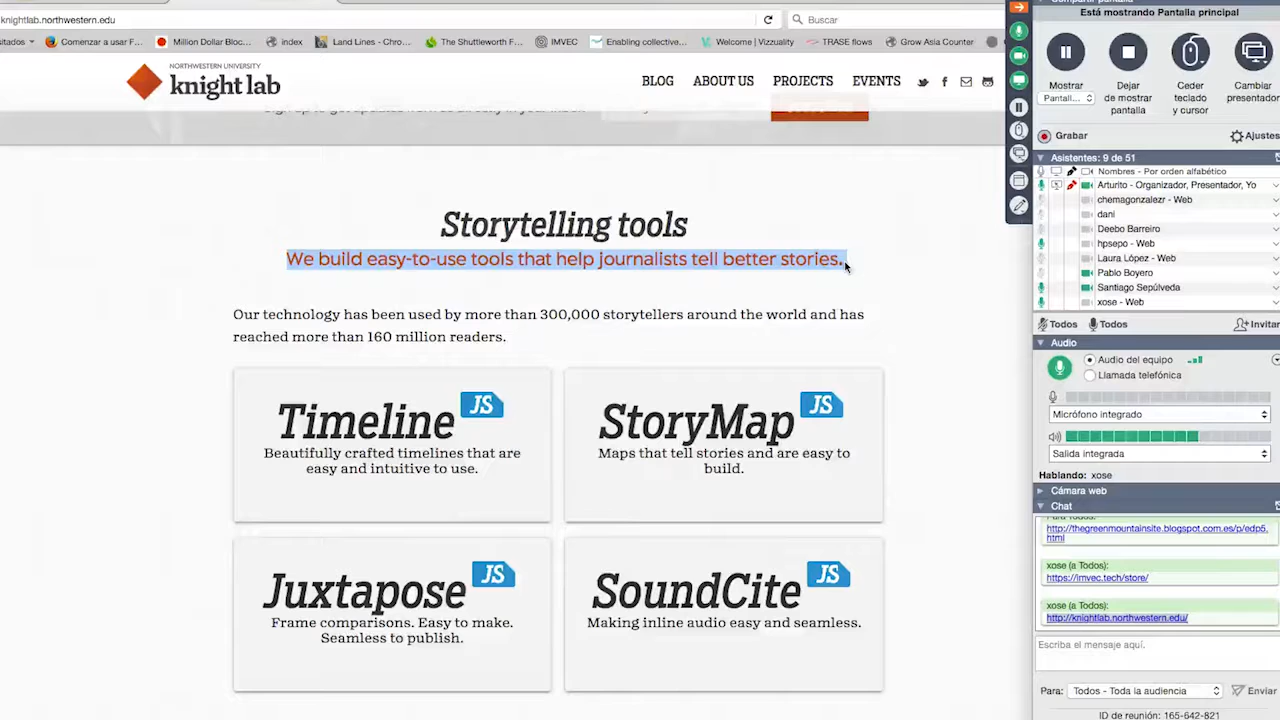 Está mostrando Pantalla principal
knightlab.northwestern.edu
Buscar
Comenzar a usar F...
Million Dollar Bloc...
Land Lines - Chro...
The Shuttleworth F...
IMVEC
Enabling collective...
Welcome | Vizzuality
TRASE flows
Grow Asia Counter
NORTHWESTERN UNIVERSITY
knight lab
BLOG
ABOUT US
PROJECTS
EVENTS
Storytelling tools
We build easy-to-use tools that help journalists tell better stories.
Our technology has been used by more than 300,000 storytellers around the world and has
reached more than 160 million readers.
Timeline JS
Beautifully crafted timelines that are
easy and intuitive to use.
StoryMap JS
Maps that tell stories and are easy to
build.
Juxtapose JS
Frame comparisons. Easy to make.
Seamless to publish.
SoundCite JS
Making inline audio easy and seamless.
Mostrar
Pantall...
Dejar
de mostrar
pantalla
Ceder
teclado
y cursor
Cambiar
presentador
Grabar
Ajustes
Asistentes: 9 de 51
Nombres - Por orden alfabético
Arturito - Organizador, Presentador, Yo
chemagonzalezr - Web
dani
Deebo Barreiro
hpsepo - Web
Laura López - Web
Pablo Boyero
Santiago Sepúlveda
xose - Web
Todos
Todos
Invitar
Audio
Audio del equipo
Llamada telefónica
Micrófono integrado
Salida integrada
Hablando: xose
Cámara web
Chat
http://thegreenmountainsite.blogspot.com.es/p/edp5.
html
xose (a Todos):
https://imvec.tech/store/
xose (a Todos):
http://knightlab.northwestern.edu/
Escriba el mensaje aquí.
Para:
Todos - Toda la audiencia
Enviar
ID de reunión: 165-642-821